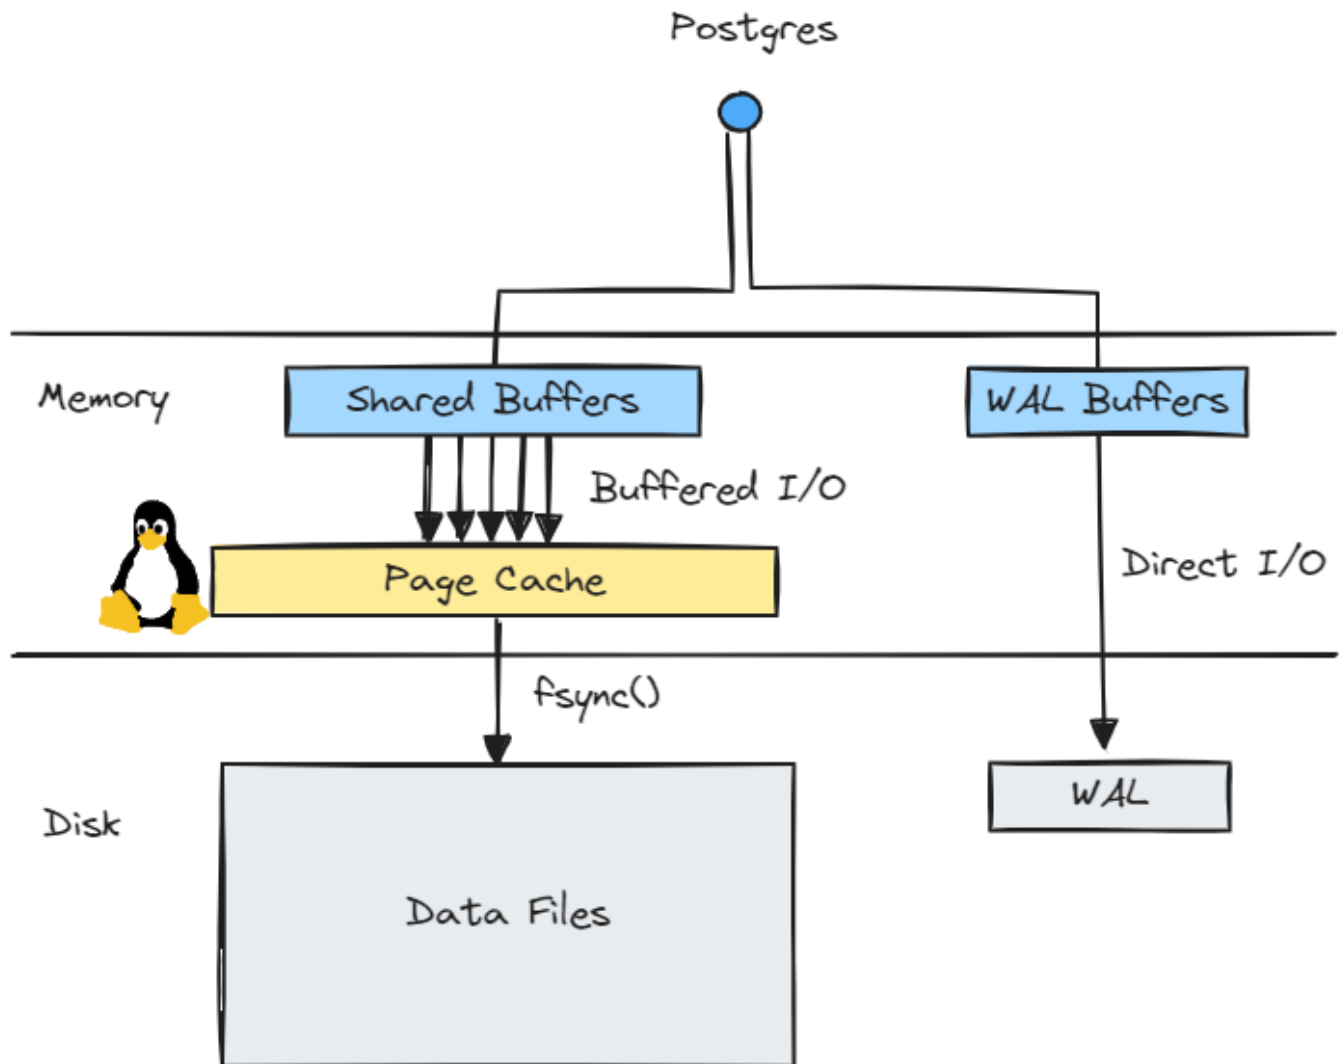 Postgres
Memory
Shared Buffers
WAL Buffers
Buffered I/O
Direct I/O
Page Cache
fsync()
Disk
WAL
Data Files